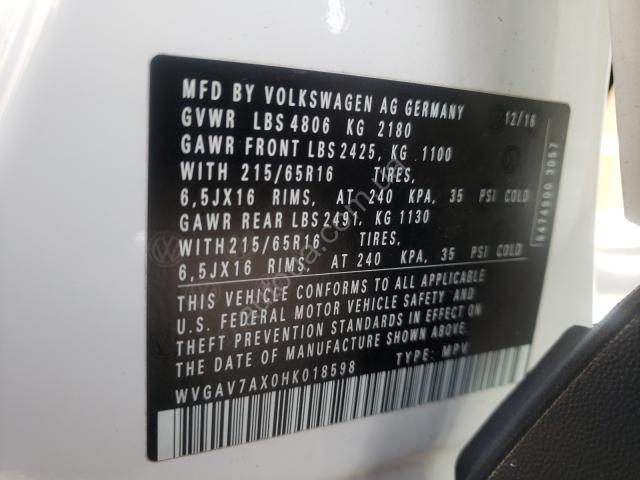 MFD BY VOLKSWAGEN AG GERMANY 12/16
GVWR LBS 4806 KG 2180
GAWR FRONT LBS 2425, KG 1100
WITH 215/65R16 TIRES,
6,5JX16 RIMS, AT 240 KPA, 35 PSI COLD
GAWR REAR LBS 2491, KG 1130
WITH 215/65R16 TIRES,
6,5JX16 RIMS, AT 240 KPA, 35 PSI COLD
THIS VEHICLE CONFORMS TO ALL APPLICABLE
U.S. FEDERAL MOTOR VEHICLE SAFETY AND
THEFT PREVENTION STANDARDS IN EFFECT ON
THE DATE OF MANUFACTURE SHOWN ABOVE.
WVGAV7AX0HK018598 TYPE: MPV
6474500 3057